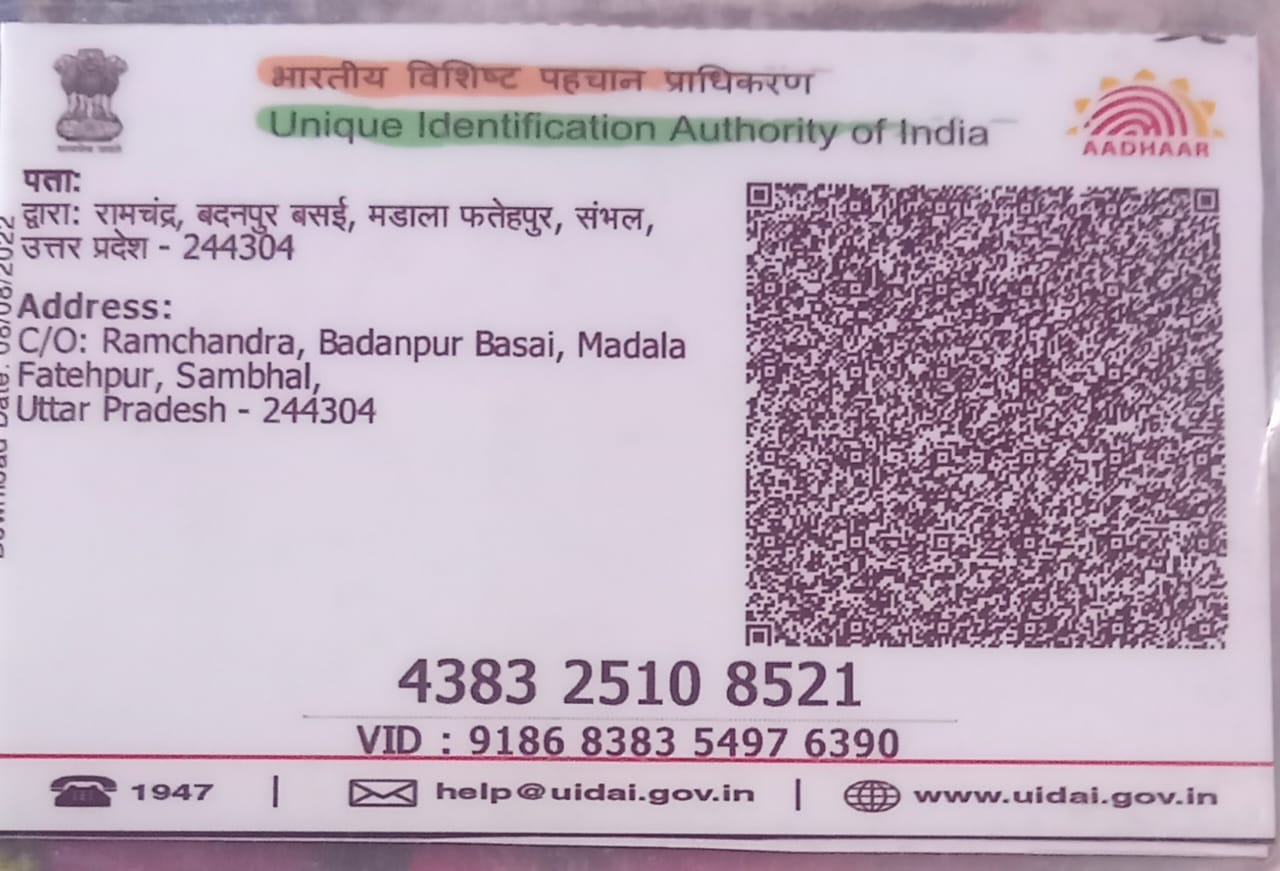 भारतीय विशिष्ट पहचान प्राधिकरण
Unique Identification Authority of India
AADHAAR
पता:
द्वारा: रामचंद्र, बदनपुर बसई, मडाला फतेहपुर, संभल,
उत्तर प्रदेश - 244304
Address:
C/O: Ramchandra, Badanpur Basai, Madala
Fatehpur, Sambhal,
Uttar Pradesh - 244304
4383 2510 8521
VID : 9186 8383 5497 6390
1947 | help@uidai.gov.in | www.uidai.gov.in